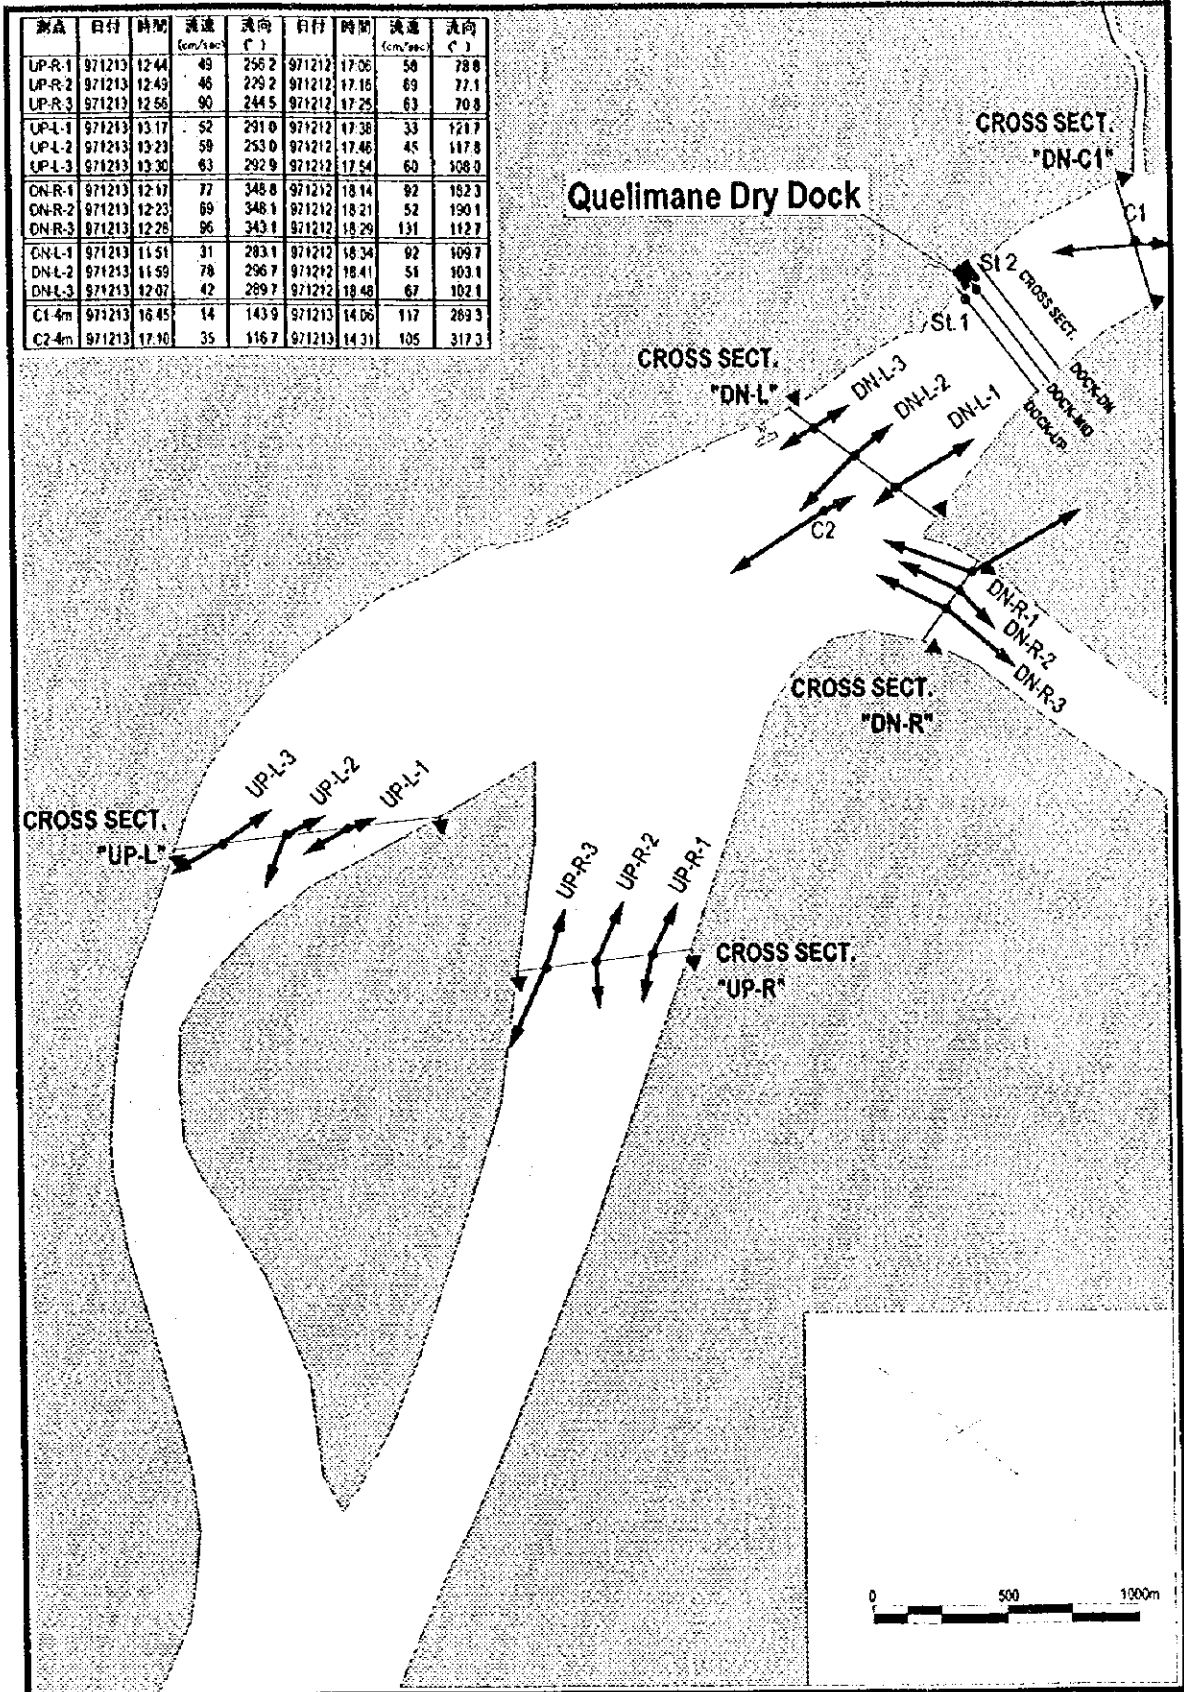 測点 日付 時間 流速 流向 日付 時間 流速 流向
(cm/sec) (°) (cm/sec) (°)
UP-R-1 971213 12:44 49 256.2 971212 17:06 58 78.8
UP-R-2 971213 12:49 46 229.2 971212 17:16 69 77.1
UP-R-3 971213 12:56 90 244.5 971212 17:25 63 70.8
UP-L-1 971213 13:17 52 291.0 971212 17:38 33 121.7
UP-L-2 971213 13:23 59 253.0 971212 17:46 45 117.8
UP-L-3 971213 13:30 63 292.9 971212 17:54 60 108.0
DN-R-1 971213 12:17 77 348.8 971212 18:14 92 182.3
DN-R-2 971213 12:23 69 348.1 971212 18:21 52 190.1
DN-R-3 971213 12:26 96 343.1 971212 18:29 131 112.7
DN-L-1 971213 11:51 31 283.1 971212 18:34 92 109.7
DN-L-2 971213 11:59 78 296.7 971212 18:41 51 103.1
DN-L-3 971213 12:02 42 289.7 971212 18:48 67 102.1
C1-4m 971213 16:45 14 143.9 971213 14:06 117 289.3
C2-4m 971213 17:10 35 116.7 971213 14:31 105 317.3
CROSS SECT.
"DN-C1"
C1
Quelimane Dry Dock
St.2
CROSS SECT.
St.1
DOCK-DN
DOCK-MID
DOCK-UP
CROSS SECT.
"DN-L"
DN-L-3
DN-L-2
DN-L-1
C2
DN-R-1
DN-R-2
DN-R-3
CROSS SECT.
"DN-R"
UP-L-3
UP-L-2
UP-L-1
CROSS SECT.
"UP-L"
UP-R-3
UP-R-2
UP-R-1
CROSS SECT.
"UP-R"
0 500 1000m